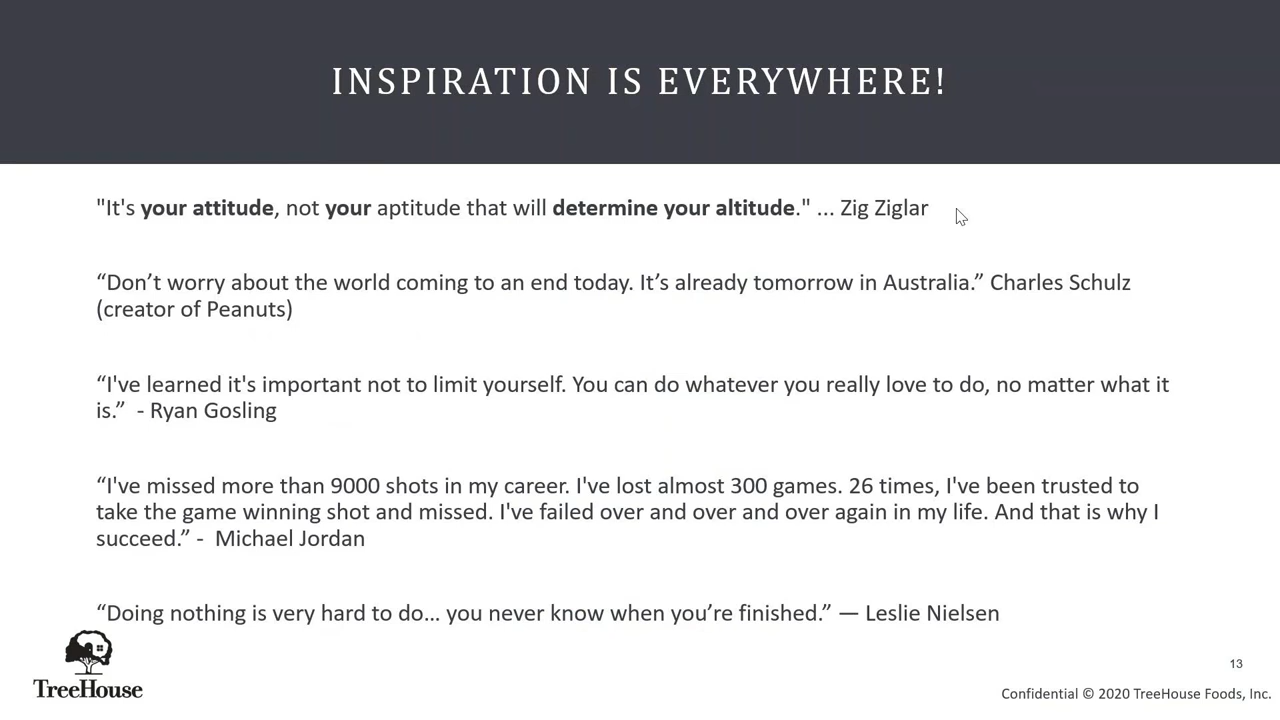 INSPIRATION IS EVERYWHERE!
"It's your attitude, not your aptitude that will determine your altitude." ... Zig Ziglar
“Don’t worry about the world coming to an end today. It’s already tomorrow in Australia.” Charles Schulz
(creator of Peanuts)
“I've learned it's important not to limit yourself. You can do whatever you really love to do, no matter what it
is.”  - Ryan Gosling
“I've missed more than 9000 shots in my career. I've lost almost 300 games. 26 times, I've been trusted to
take the game winning shot and missed. I've failed over and over and over again in my life. And that is why I
succeed.” -  Michael Jordan
“Doing nothing is very hard to do… you never know when you’re finished.” — Leslie Nielsen
TreeHouse
13
Confidential © 2020 TreeHouse Foods, Inc.